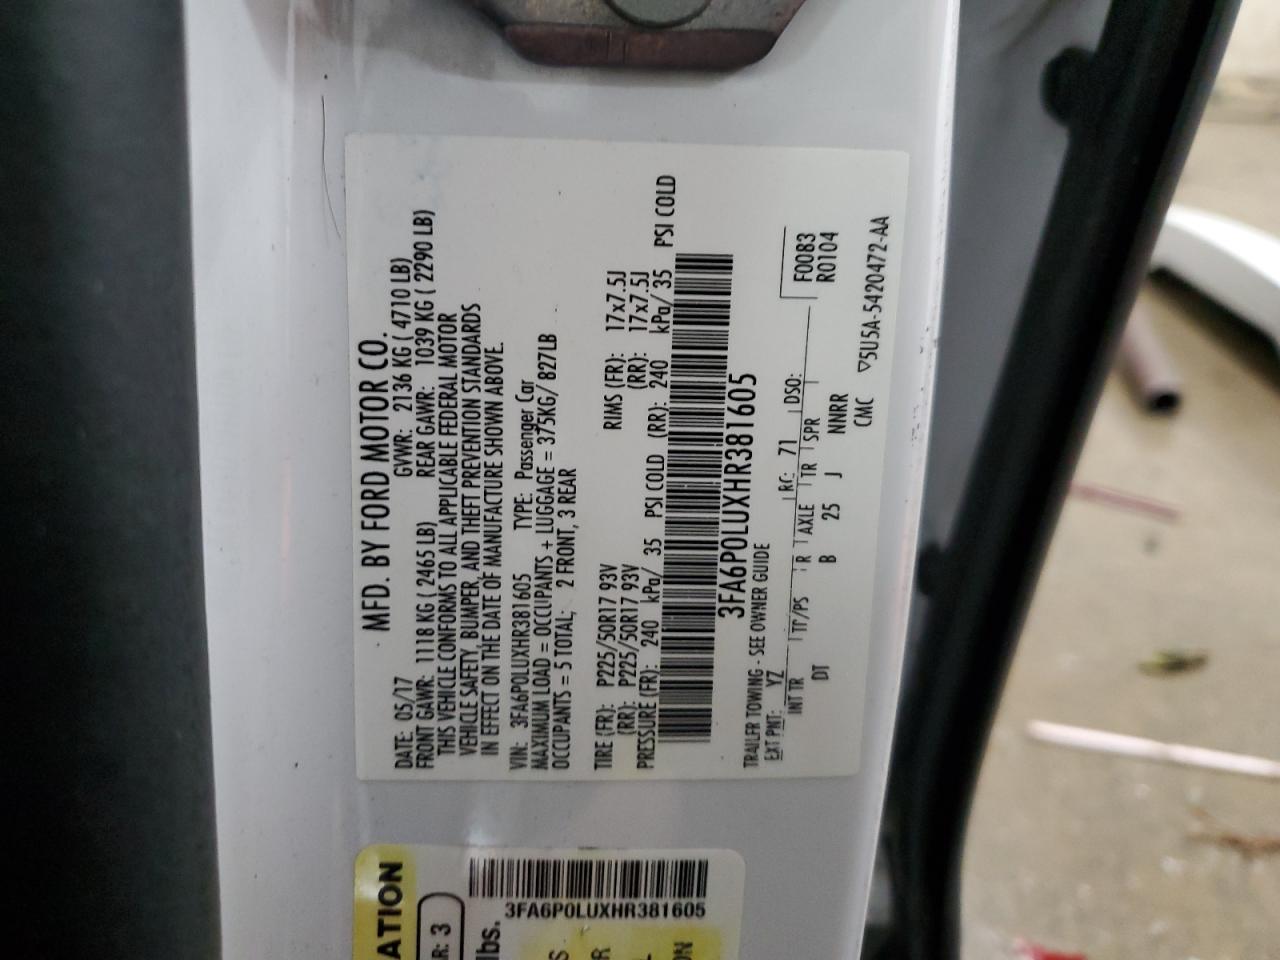 MFD. BY FORD MOTOR CO.
DATE: 05/17 GVWR: 2136 KG ( 4710 LB)
FRONT GAWR: 1118 KG ( 2465 LB) REAR GAWR: 1039 KG ( 2290 LB)
THIS VEHICLE CONFORMS TO ALL APPLICABLE FEDERAL MOTOR
VEHICLE SAFETY, BUMPER, AND THEFT PREVENTION STANDARDS
IN EFFECT ON THE DATE OF MANUFACTURE SHOWN ABOVE.
VIN: 3FA6P0LUXHR381605 TYPE: Passenger Car
MAXIMUM LOAD = OCCUPANTS + LUGGAGE = 375KG/ 827LB
OCCUPANTS = 5 TOTAL; 2 FRONT, 3 REAR
TIRE (FR): P225/50R17 93V RIMS (FR): 17x7.5J
(RR): P225/50R17 93V (RR): 17x7.5J
PRESSURE (FR): 240 kPa/ 35 PSI COLD (RR): 240 kPa/ 35 PSI COLD
3FA6P0LUXHR381605
TRAILER TOWING - SEE OWNER GUIDE
EXT PNT: YZ RC: 71 DSO: F0083
R0104
INT TR TP/PS R AXLE TR SPR
DT B 25 J NNRR
CMC ▽5U5A-5420472-AA
ATION
R: 3
lbs.
3FA6P0LUXHR381605